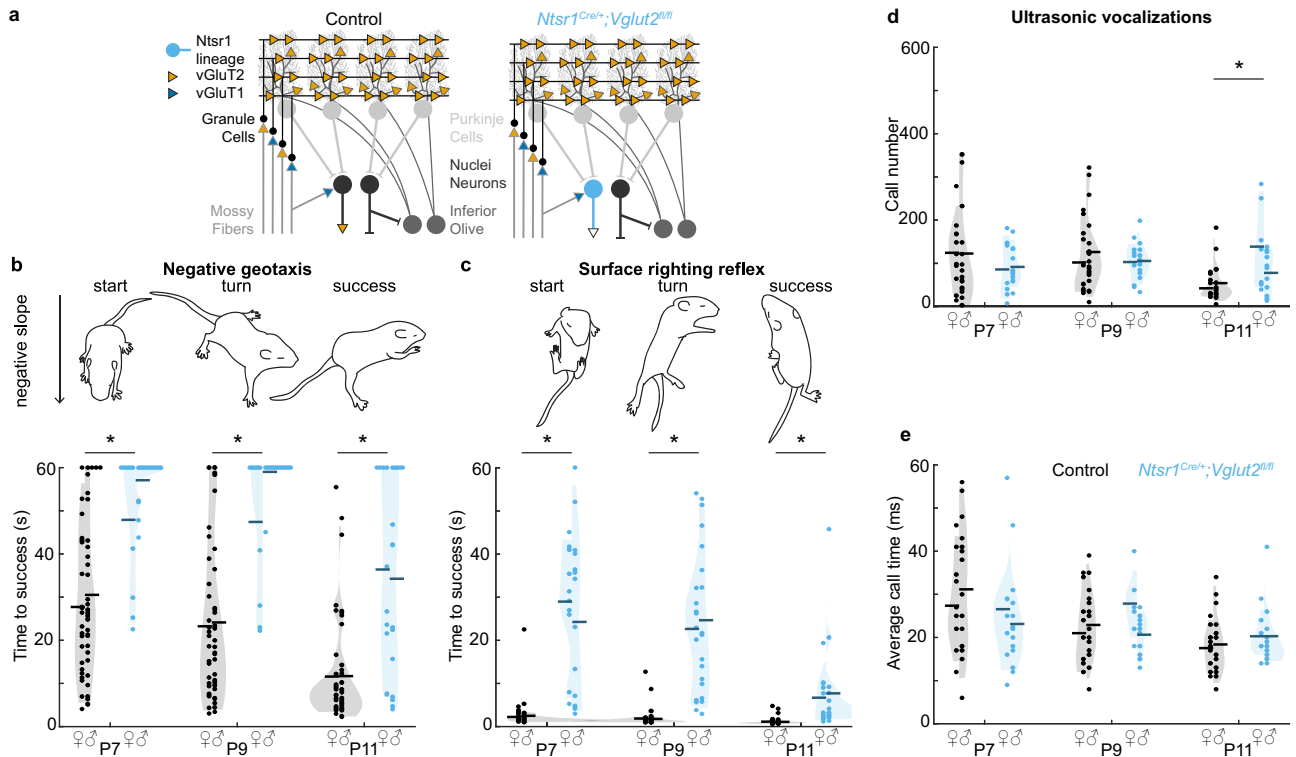 a
Control
Ntsr1Cre/+;Vglut2fl/fl
Ntsr1
lineage
vGluT2
vGluT1
Granule
Cells
Purkinje
Cells
Nuclei
Neurons
Mossy
Fibers
Inferior
Olive
b
Negative geotaxis
start
turn
success
negative slope
* * *
Time to success (s)
60
40
20
0
♀♂ ♀♂ ♀♂ ♀♂ ♀♂ ♀♂
P7 P9 P11
c
Surface righting reflex
start
turn
success
* * *
Time to success (s)
60
40
20
0
♀♂ ♀♂ ♀♂ ♀♂ ♀♂ ♀♂
P7 P9 P11
d
Ultrasonic vocalizations
*
Call number
600
400
200
0
♀♂ ♀♂ ♀♂ ♀♂ ♀♂ ♀♂
P7 P9 P11
e
Control Ntsr1Cre/+;Vglut2fl/fl
Average call time (ms)
60
40
20
0
♀♂ ♀♂ ♀♂ ♀♂ ♀♂ ♀♂
P7 P9 P11